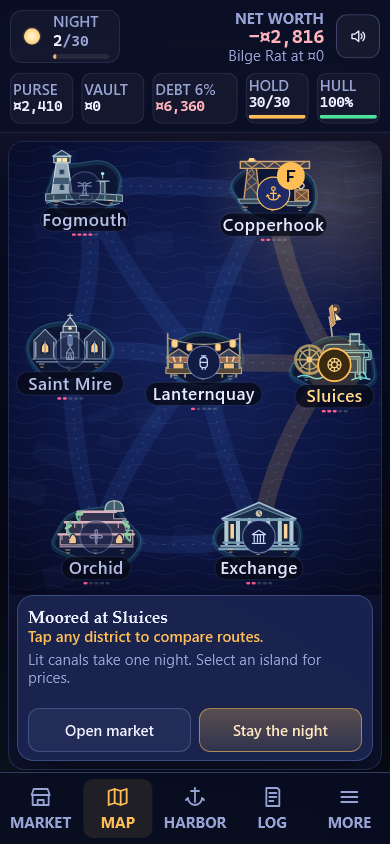 NIGHT
2/30
NET WORTH
−¤2,816
Bilge Rat at ¤0
PURSE
¤2,410
VAULT
¤0
DEBT 6%
¤6,360
HOLD
30/30
HULL
100%
Fogmouth
F
Copperhook
Saint Mire
Lanternquay
Sluices
Orchid
Exchange
Moored at Sluices
Tap any district to compare routes.
Lit canals take one night. Select an island for
prices.
Open market
Stay the night
MARKET
MAP
HARBOR
LOG
MORE